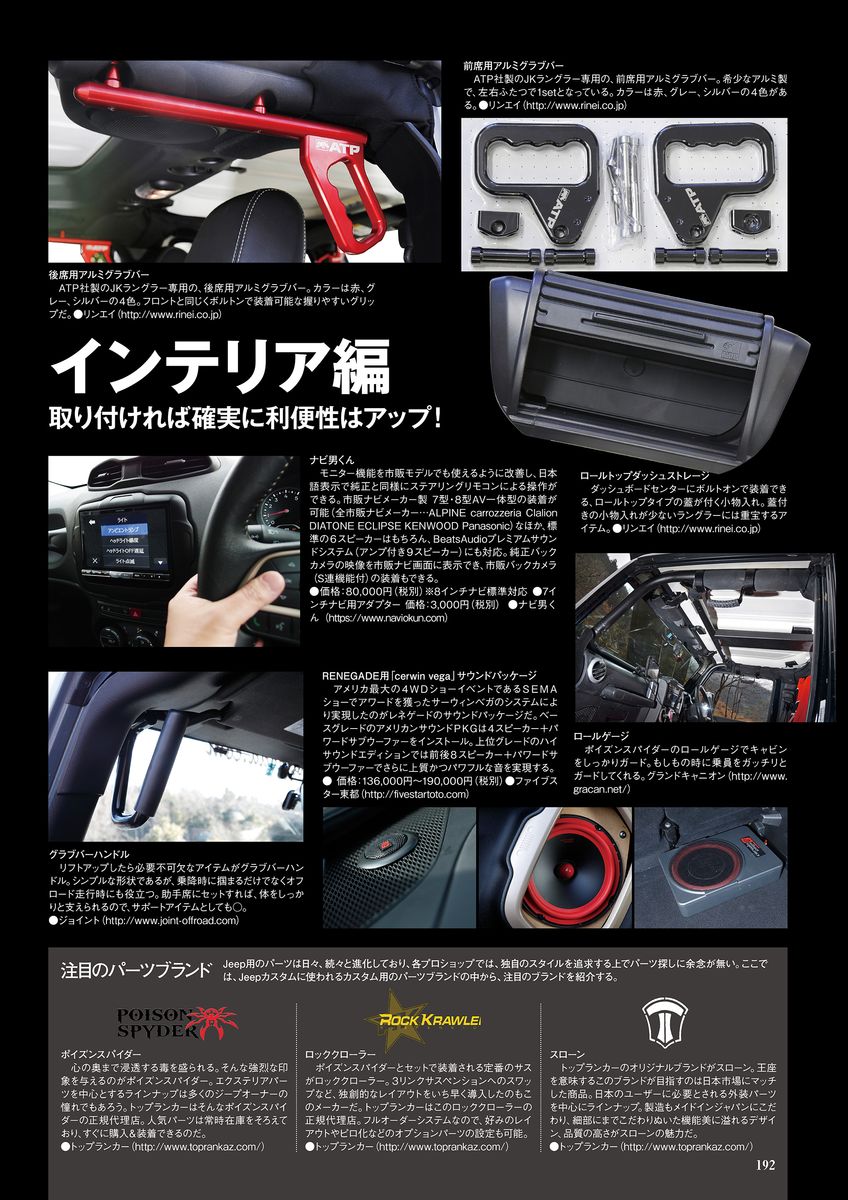 前席用アルミグラブバー
ATP社製のJKラングラー専用の、前席用アルミグラブバー。希少なアルミ製
で、左右ふたつで1setとなっている。カラーは赤、グレー、シルバーの4色があ
る。●リンエイ(http://www.rinei.co.jp)
ATP
ATP
ATP
後席用アルミグラブバー
ATP社製のJKラングラー専用の、後席用アルミグラブバー。カラーは赤、グ
レー、シルバーの4色。フロントと同じくボルトンで装着可能な握りやすいグリッ
プだ。●リンエイ(http://www.rinei.co.jp)
インテリア編
取り付ければ確実に利便性はアップ!
ロールトップダッシュストレージ
ダッシュボードセンターにボルトオンで装着でき
る、ロールトップタイプの蓋が付く小物入れ。蓋付
きの小物入れが少ないラングラーには重宝するア
イテム。●リンエイ(http://www.rinei.co.jp)
ライト
アンビエントランプ
ヘッドライト感度
ヘッドライトOFF遅延
ライト点滅
ナビ男くん
モニター機能を市販モデルでも使えるように改善し、日本
語表示で純正と同様にステアリングリモコンによる操作が
できる。市販ナビメーカー製 7型・8型AV一体型の装着が
可能(全市販ナビメーカー…ALPINE carrozzeria Clalion
DIATONE ECLIPSE KENWOOD Panasonic)なほか、標
準の6スピーカーはもちろん、BeatsAudioプレミアムサウン
ドシステム(アンプ付き9スピーカー)にも対応。純正バック
カメラの映像を市販ナビ画面に表示でき、市販バックカメラ
(S連機能付)の装着もできる。
●価格:80,000円(税別)※8インチナビ標準対応 ●7イ
ンチナビ用アダプター 価格:3,000円(税別) ●ナビ男く
ん(https://www.naviokun.com)
RENEGADE用「cerwin vega」サウンドパッケージ
アメリカ最大の4WDショーイベントであるSEMA
ショーでアワードを獲ったサーウィンベガのシステムによ
り実現したのがレネゲードのサウンドパッケージだ。ベー
スグレードのアメリカサウンドPKGは4スピーカー+パ
ワードサブウーファーをインストール。上位グレードのハイ
サウンドエディションでは前後8スピーカー+パワードサ
ブウーファーでさらに上質かつパワフルな音を実現する。
● 価格:136,000円〜190,000円(税別)●ファイブス
ター東都(http://fivestartoto.com)
ロールゲージ
ポイズンスパイダーのロールゲージでキャビン
をしっかりガード。もしもの時に乗員をガッチリと
ガードしてくれる。グランドキャニオン(http://www.
gracan.net/)
グラブバーハンドル
リフトアップしたら必要不可欠なアイテムがグラブバーハン
ドル。シンプルな形状であるが、乗降時に掴まるだけでなくオフ
ロード走行時にも役立つ。助手席にセットすれば、体をしっか
りと支えられるので、サポートアイテムとしても○。
●ジョイント(http://www.joint-offroad.com)
注目のパーツブランド
Jeep用のパーツは日々、続々と進化しており、各プロショップでは、独自のスタイルを追求する上でパーツ探しに余念が無い。ここで
は、Jeepカスタムに使われるカスタム用のパーツブランドの中から、注目のブランドを紹介する。
POISON
SPYDER
ポイズンスパイダー
心の奥まで浸透する毒を盛られる。そんな強烈な印
象を与えるのがポイズンスパイダー。エクステリアパー
ツを中心とするラインナップは多くのジープオーナーの
憧れでもあろう。トップランカーはそんなポイズンスパイ
ダーの正規代理店。人気パーツは常時在庫をそろえて
おり、すぐに購入&装着できるのだ。
●トップランカー(http://www.toprankaz.com/)
ROCK KRAWLER
ロッククローラー
ポイズンスパイダーとセットで装着される定番のサス
がロッククローラー。3リンクサスペンションへのスワッ
プなど、独創的なレイアウトをいち早く導入したのもこ
のメーカーだ。トップランカーはこのロッククローラーの
正規代理店。フルオーダーシステムなので、好みのレイ
アウトやピロ化などのオプションパーツの設定も可能。
●トップランカー(http://www.toprankaz.com/)
スローン
トップランカーのオリジナルブランドがスローン。王座
を意味するこのブランドが目指すのは日本市場にマッチ
した商品。日本のユーザーに必要とされる外装パーツ
を中心にラインナップ。製造もメイドインジャパンにこだ
わり、細部にまでこだわりぬいた機能美に溢れるデザイ
ン、品質の高さがスローンの魅力だ。
●トップランカー(http://www.toprankaz.com/)
192